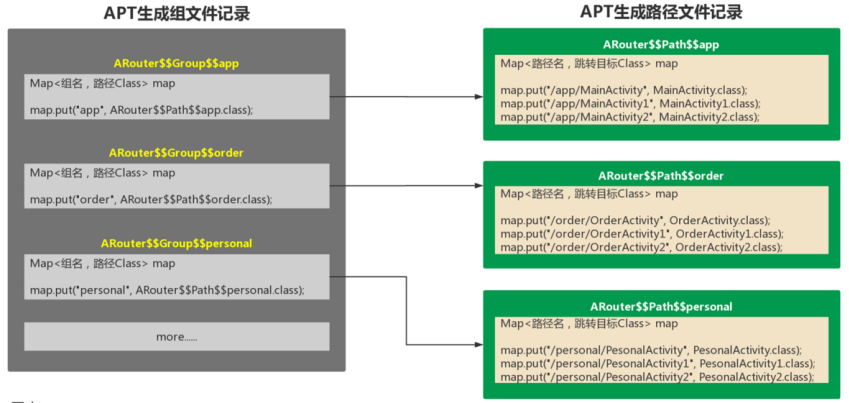 APT生成组文件记录
ARouter$$Group$$app
Map<组名，路径Class> map
map.put("app", ARouter$$Path$$app.class);
ARouter$$Group$$order
Map<组名，路径Class> map
map.put("order", ARouter$$Path$$order.class);
ARouter$$Group$$personal
Map<组名，路径Class> map
map.put("personal", ARouter$$Path$$personal.class);
more......
APT生成路径文件记录
ARouter$$Path$$app
Map<路径名，跳转目标Class> map
map.put("/app/MainActivity", MainActivity.class);
map.put("/app/MainActivity1", MainActivity1.class);
map.put("/app/MainActivity2", MainActivity2.class);
ARouter$$Path$$order
Map<路径名，跳转目标Class> map
map.put("/order/OrderActivity", OrderActivity.class);
map.put("/order/OrderActivity1", OrderActivity1.class);
map.put("/order/OrderActivity2", OrderActivity2.class);
ARouter$$Path$$personal
Map<路径名，跳转目标Class> map
map.put("/personal/PesonalActivity", PesonalActivity.class);
map.put("/personal/PesonalActivity1", PesonalActivity1.class);
map.put("/personal/PesonalActivity2", PesonalActivity2.class);